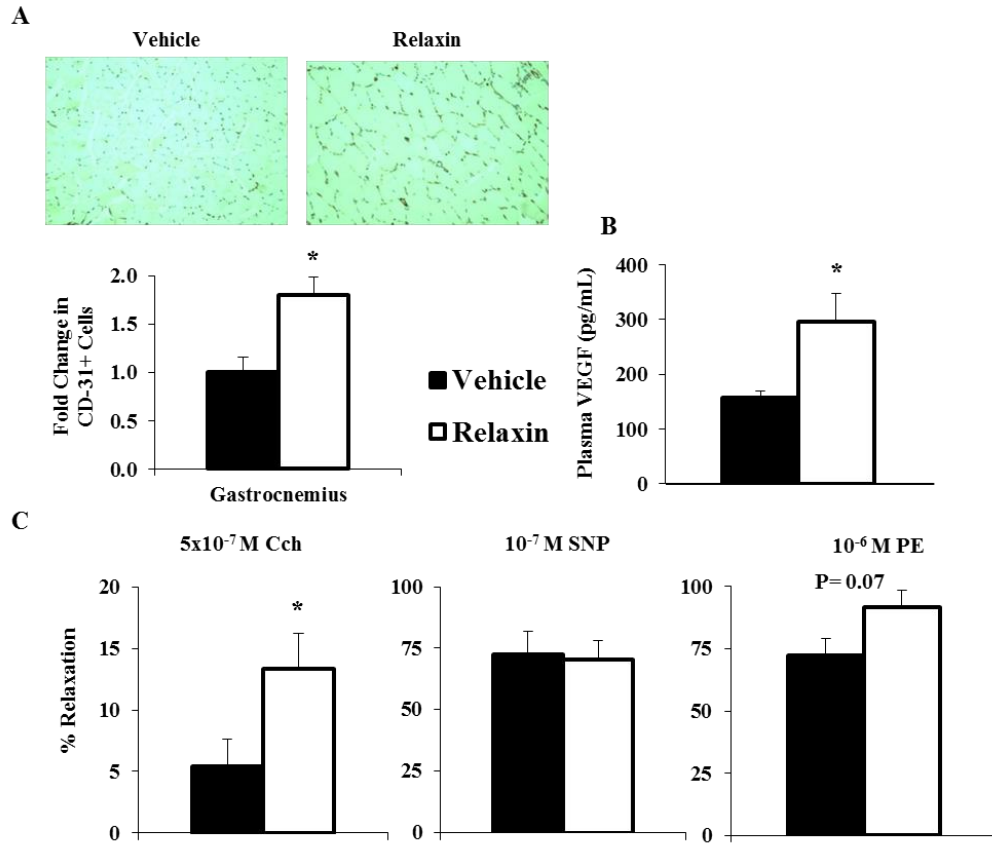 A
Vehicle
Relaxin
B
*
2.0
1.5
1.0
0.5
0.0
Fold Change in
CD-31+ Cells
Gastrocnemius
Vehicle
Relaxin
*
400
300
200
100
0
Plasma VEGF (pg/mL)
C
5x10⁻⁷ M Cch
*
20
15
10
5
0
% Relaxation
10⁻⁷ M SNP
100
75
50
25
0
10⁻⁶ M PE
P= 0.07
100
75
50
25
0